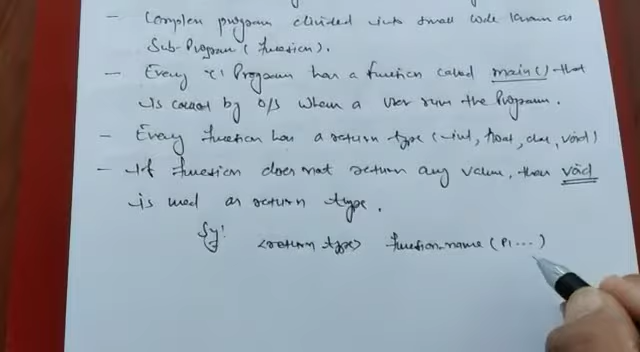 - Complex program divided into small code known as
Sub-Program (function).
- Every 'C' Program has a function called main() that
is called by O/S when a user run the Program.
- Every function has a return type (int, float, char, void)
- If function does not return any value, then void
is used as return type.
Sy:
<return type> function-name (P1...)